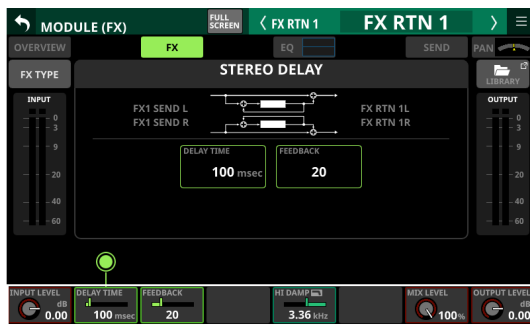 MODULE (FX)
FULL SCREEN
FX RTN 1
FX RTN 1
OVERVIEW
FX
EQ
SEND
PAN
FX TYPE
STEREO DELAY
LIBRARY
INPUT
OUTPUT
0
3
9
20
40
60
FX1 SEND L
FX1 SEND R
FX RTN 1L
FX RTN 1R
0
3
9
20
40
60
DELAY TIME
100 msec
FEEDBACK
20
INPUT LEVEL
dB
0.00
DELAY TIME
100 msec
FEEDBACK
20
HI DAMP
3.36 kHz
MIX LEVEL
100%
OUTPUT LEVEL
dB
0.00